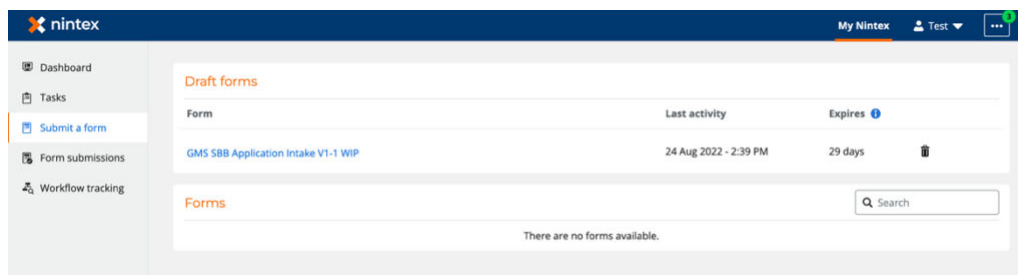 nintex
My Nintex
Test
3
Dashboard
Tasks
Submit a form
Form submissions
Workflow tracking
Draft forms
Form Last activity Expires
GMS SBB Application Intake V1-1 WIP 24 Aug 2022 - 2:39 PM 29 days
Forms
Search
There are no forms available.